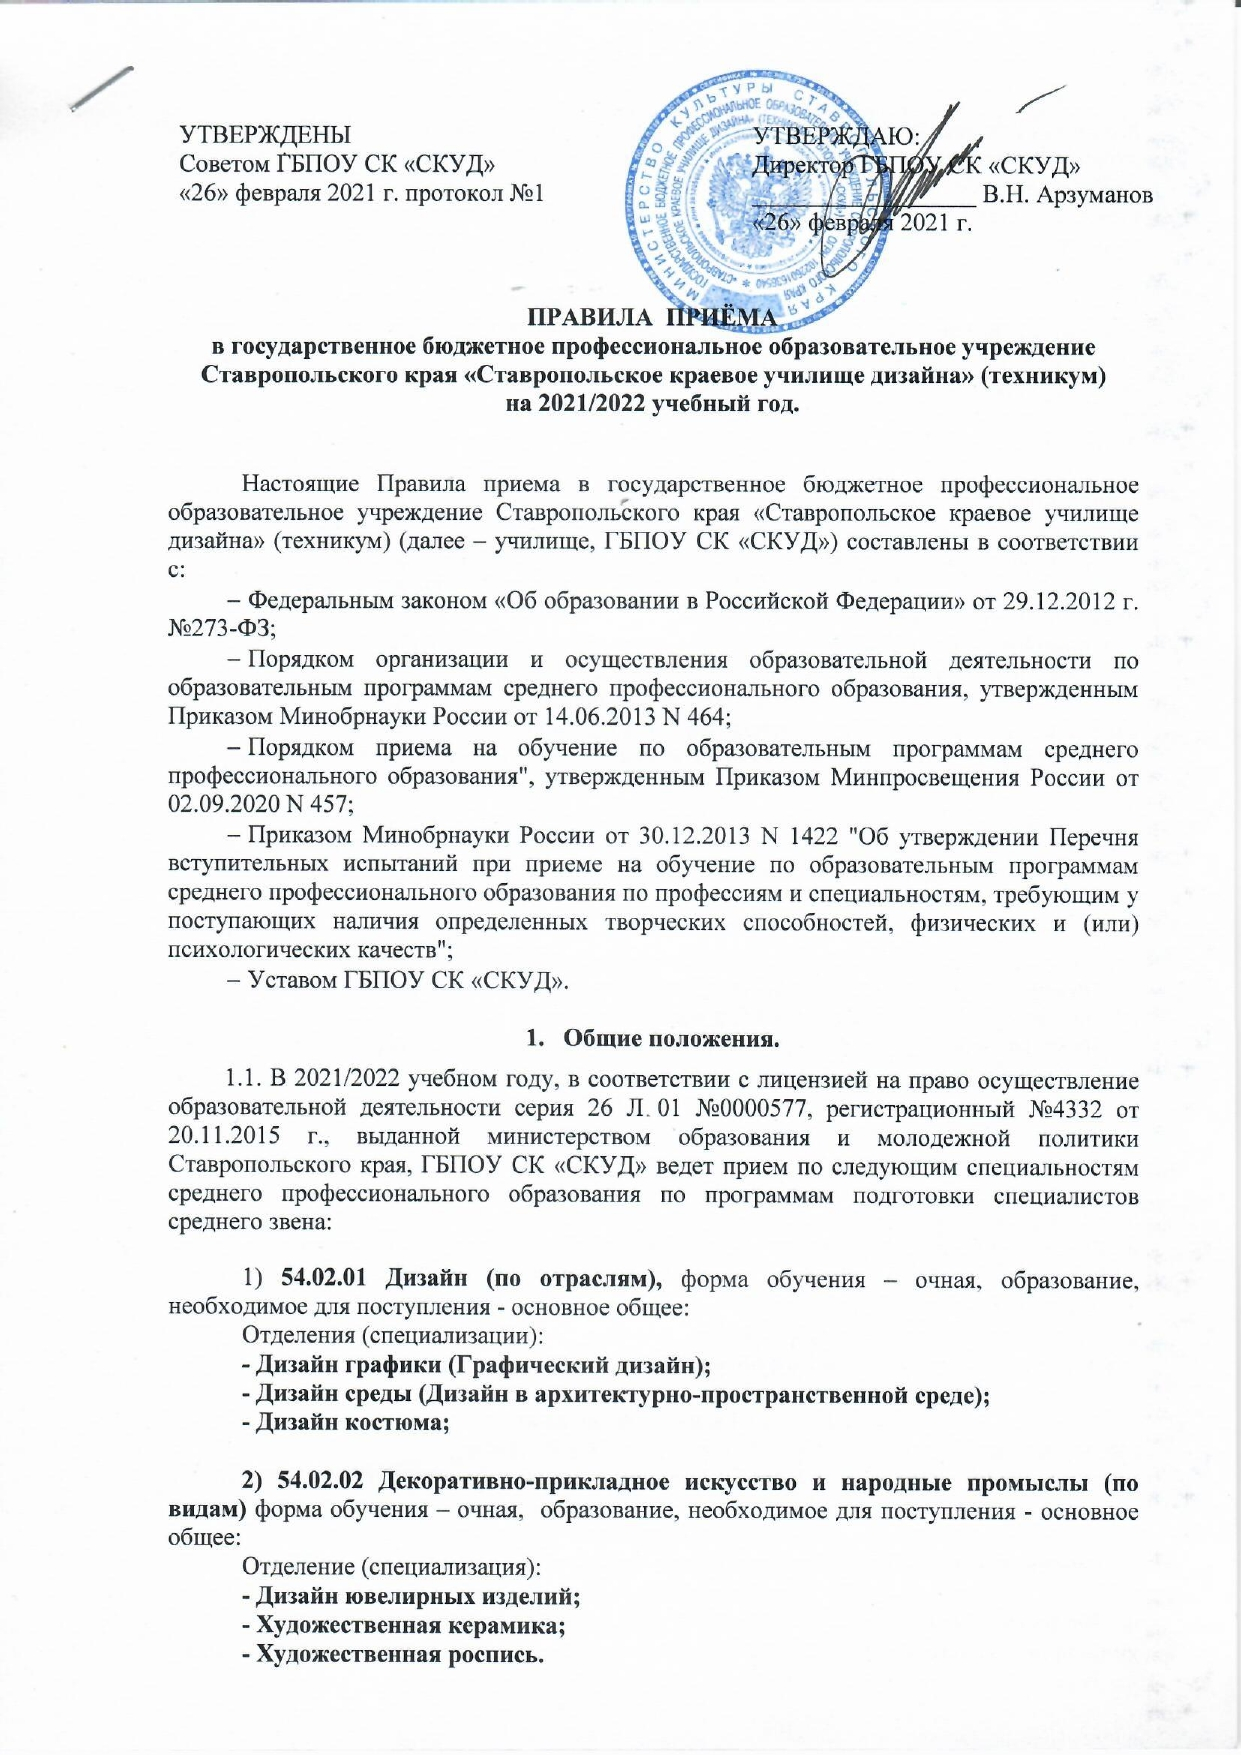 УТВЕРЖДЕНЫ
Советом ГБПОУ СК «СКУД»
«26» февраля 2021 г. протокол №1
УТВЕРЖДАЮ:
Директор ГБПОУ СК «СКУД»
В.Н. Арзуманов
«26» февраля 2021 г.
МИНИСТЕРСТВО КУЛЬТУРЫ СТАВРОПОЛЬСКОГО КРАЯ
ПРАВИЛА ПРИЁМА
в государственное бюджетное профессиональное образовательное учреждение
Ставропольского края «Ставропольское краевое училище дизайна» (техникум)
на 2021/2022 учебный год.
Настоящие Правила приема в государственное бюджетное профессиональное
образовательное учреждение Ставропольского края «Ставропольское краевое училище
дизайна» (техникум) (далее – училище, ГБПОУ СК «СКУД») составлены в соответствии
с:
– Федеральным законом «Об образовании в Российской Федерации» от 29.12.2012 г.
№273-ФЗ;
– Порядком организации и осуществления образовательной деятельности по
образовательным программам среднего профессионального образования, утвержденным
Приказом Минобрнауки России от 14.06.2013 N 464;
– Порядком приема на обучение по образовательным программам среднего
профессионального образования", утвержденным Приказом Минпросвещения России от
02.09.2020 N 457;
– Приказом Минобрнауки России от 30.12.2013 N 1422 "Об утверждении Перечня
вступительных испытаний при приеме на обучение по образовательным программам
среднего профессионального образования по профессиям и специальностям, требующим у
поступающих наличия определенных творческих способностей, физических и (или)
психологических качеств";
– Уставом ГБПОУ СК «СКУД».
1. Общие положения.
1.1. В 2021/2022 учебном году, в соответствии с лицензией на право осуществление
образовательной деятельности серия 26 Л 01 №0000577, регистрационный №4332 от
20.11.2015 г., выданной министерством образования и молодежной политики
Ставропольского края, ГБПОУ СК «СКУД» ведет прием по следующим специальностям
среднего профессионального образования по программам подготовки специалистов
среднего звена:
1) 54.02.01 Дизайн (по отраслям), форма обучения – очная, образование,
необходимое для поступления - основное общее:
Отделения (специализации):
- Дизайн графики (Графический дизайн);
- Дизайн среды (Дизайн в архитектурно-пространственной среде);
- Дизайн костюма;
2) 54.02.02 Декоративно-прикладное искусство и народные промыслы (по
видам) форма обучения – очная, образование, необходимое для поступления - основное
общее:
Отделение (специализация):
- Дизайн ювелирных изделий;
- Художественная керамика;
- Художественная роспись.